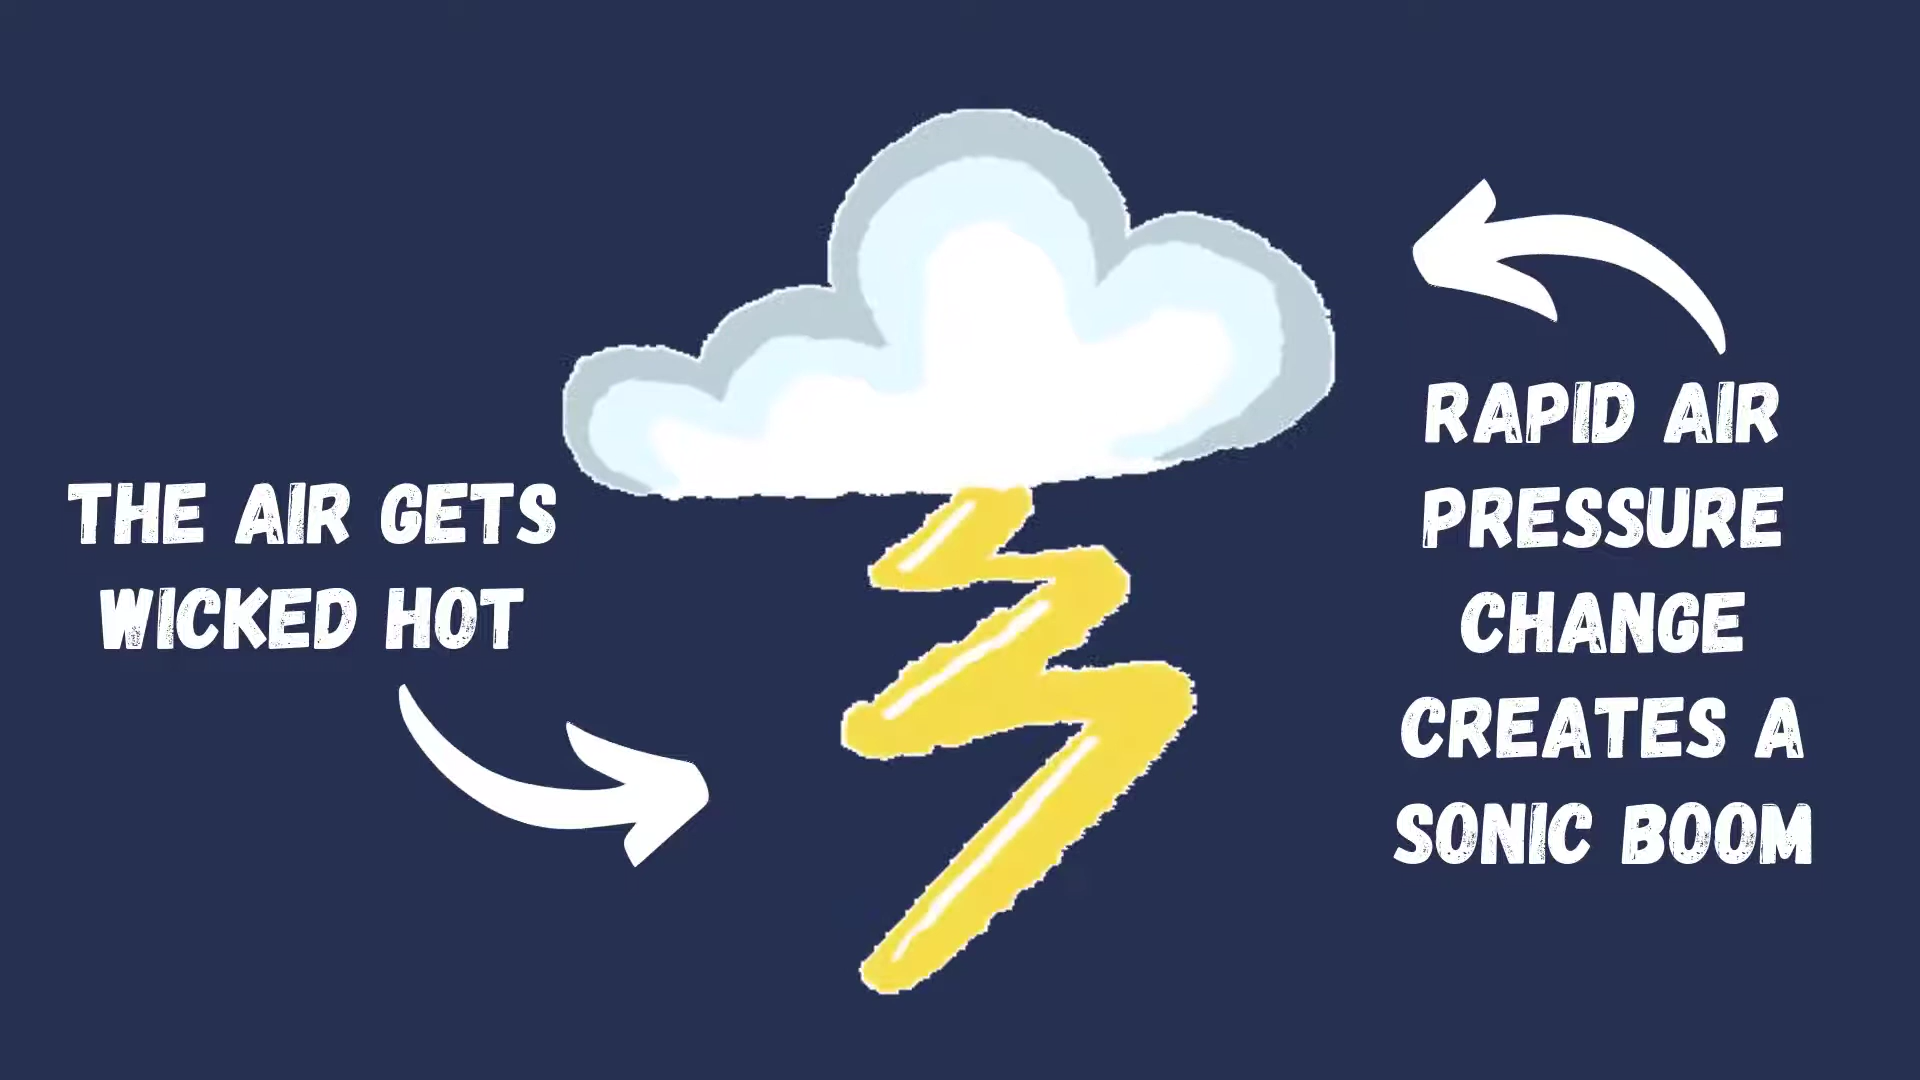 THE AIR GETS
WICKED HOT
RAPID AIR
PRESSURE
CHANGE
CREATES A
SONIC BOOM